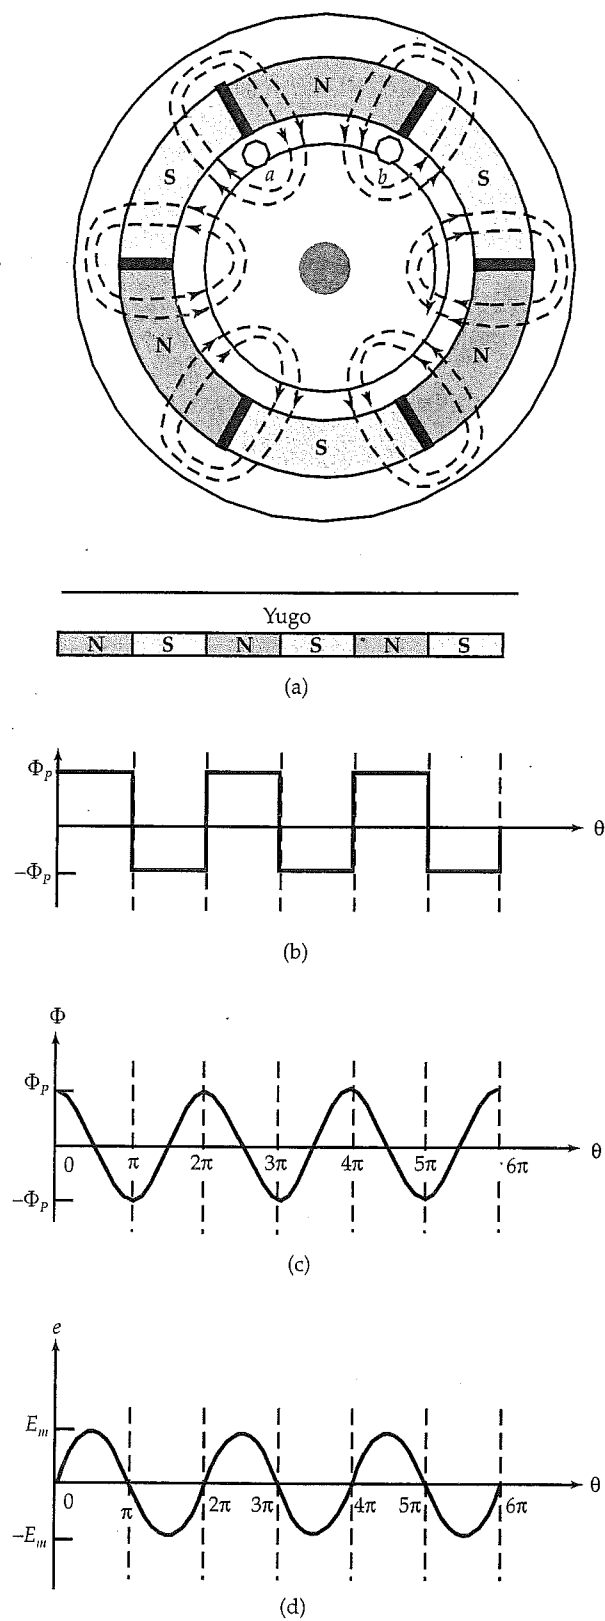 N
S S
a b
N N
S
Yugo
N S N S N S
(a)
Φp
θ
−Φp
(b)
Φ
Φp
0 π 2π 3π 4π 5π 6π θ
−Φp
(c)
e
Em
0 π 2π 3π 4π 5π 6π θ
−Em
(d)